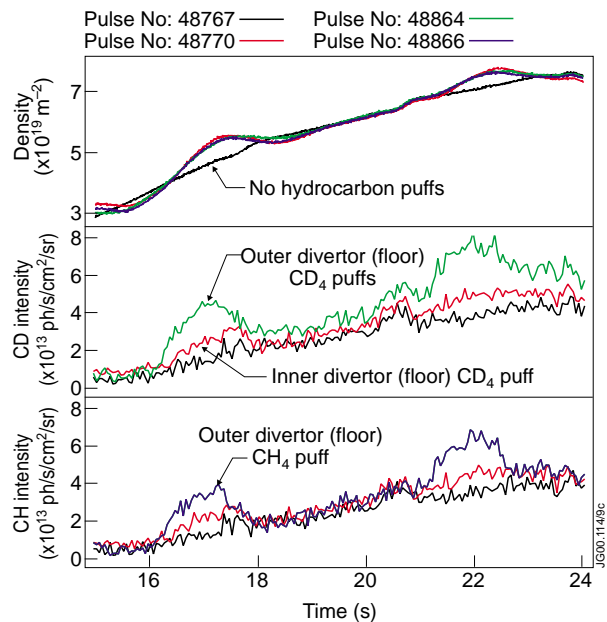 Pulse No: 48767 Pulse No: 48864
Pulse No: 48770 Pulse No: 48866
Density
(x10¹⁹ m⁻²)
7
5
3
No hydrocarbon puffs
CD intensity
(x10¹³ ph/s/cm²/sr)
8
6
4
2
0
Outer divertor (floor)
CD₄ puffs
Inner divertor (floor) CD₄ puff
CH intensity
(x10¹³ ph/s/cm²/sr)
8
6
4
2
0
Outer divertor (floor)
CH₄ puff
16 18 20 22 24
Time (s)
JG00.114/9c